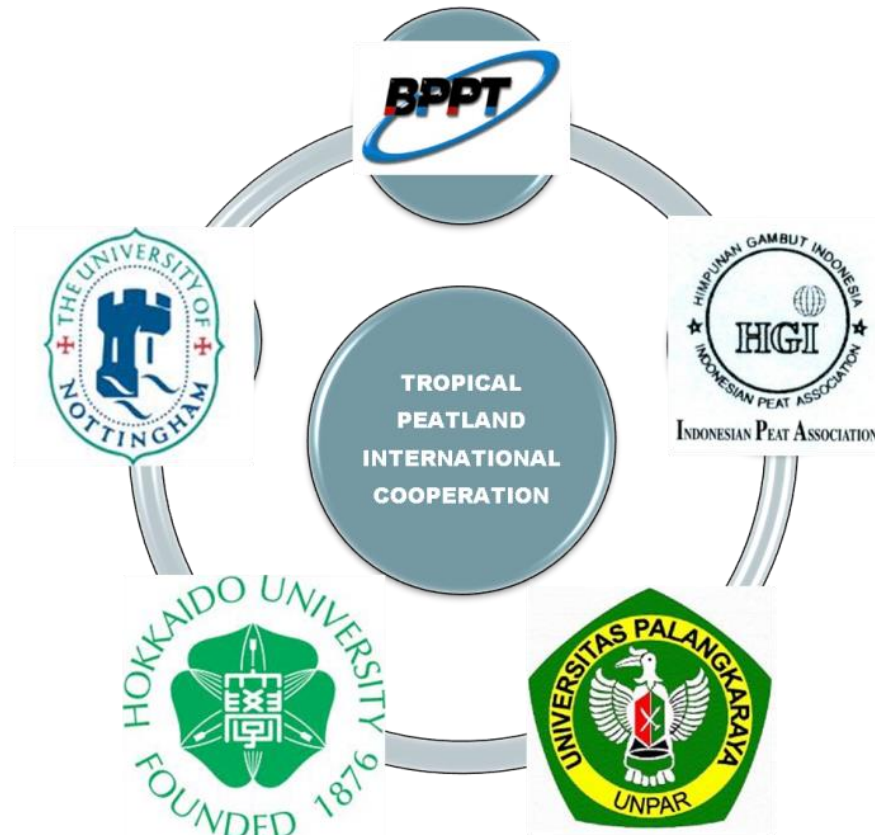 BPPT
THE UNIVERSITY OF
NOTTINGHAM
HIMPUNAN GAMBUT INDONESIA
HGI
INDONESIAN PEAT ASSOCIATION
INDONESIAN PEAT ASSOCIATION
TROPICAL
PEATLAND
INTERNATIONAL
COOPERATION
HOKKAIDO UNIVERSITY
FOUNDED 1876
UNIVERSITAS PALANGKARAYA
UNPAR